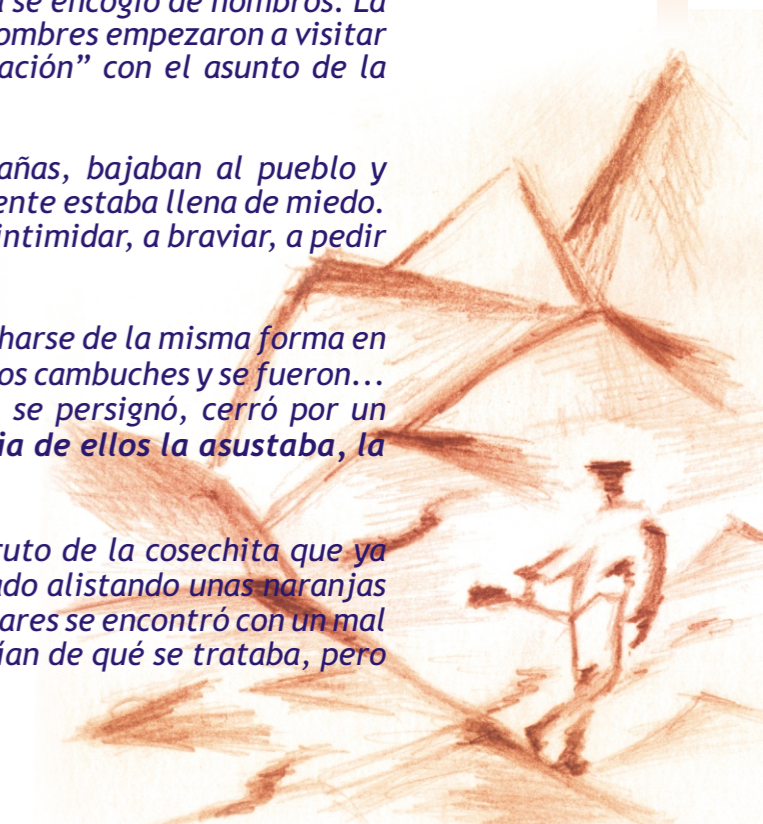 se encogió de hombros. La
ombres empezaron a visitar
ación” con el asunto de la
añas, bajaban al pueblo y
ente estaba llena de miedo.
intimidar, a braviar, a pedir
harse de la misma forma en
os cambuches y se fueron...
se persignó, cerró por un
ia de ellos la asustaba, la
ruto de la cosechita que ya
do alistando unas naranjas
ares se encontró con un mal
ían de qué se trataba, pero